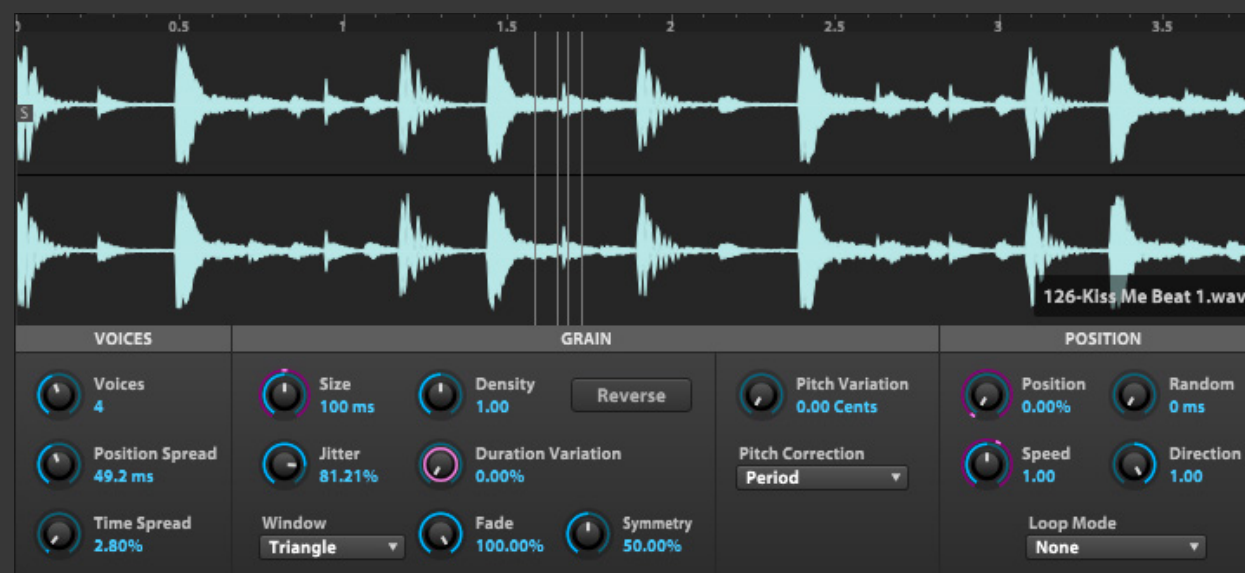 0.5 1 1.5 2 2.5 3 3.5
S
126-Kiss Me Beat 1.wav
VOICES GRAIN POSITION
Voices
4
Size
100 ms
Density
1.00
Reverse
Pitch Variation
0.00 Cents
Position
0.00%
Random
0 ms
Position Spread
49.2 ms
Jitter
81.21%
Duration Variation
0.00%
Pitch Correction
Period
Speed
1.00
Direction
1.00
Time Spread
2.80%
Window
Triangle
Fade
100.00%
Symmetry
50.00%
Loop Mode
None